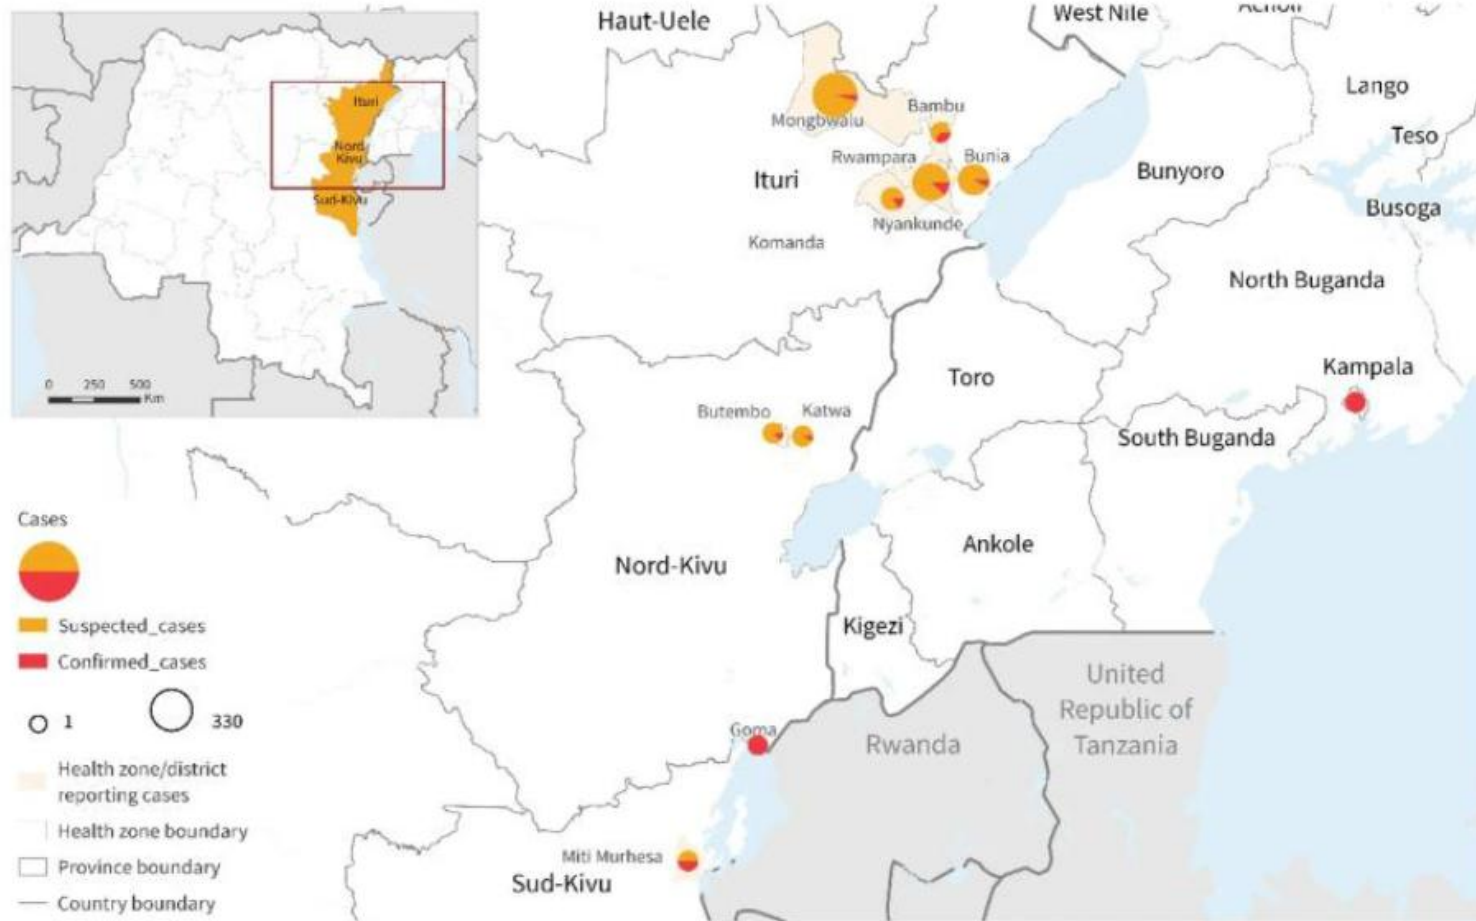 Haut-Uele
West Nile
Acholi
Lango
Teso
Busoga
Ituri
Nord-
Kivu
Sud-Kivu
0 250 500
Km
Mongbwalu
Bambu
Rwampara
Bunia
Ituri
Nyankunde
Komanda
Bunyoro
North Buganda
Toro
Kampala
Butembo
Katwa
South Buganda
Nord-Kivu
Ankole
Kigezi
United
Republic of
Tanzania
Goma
Rwanda
Miti Murhesa
Sud-Kivu
Cases
Suspected_cases
Confirmed_cases
1
330
Health zone/district
reporting cases
Health zone boundary
Province boundary
Country boundary